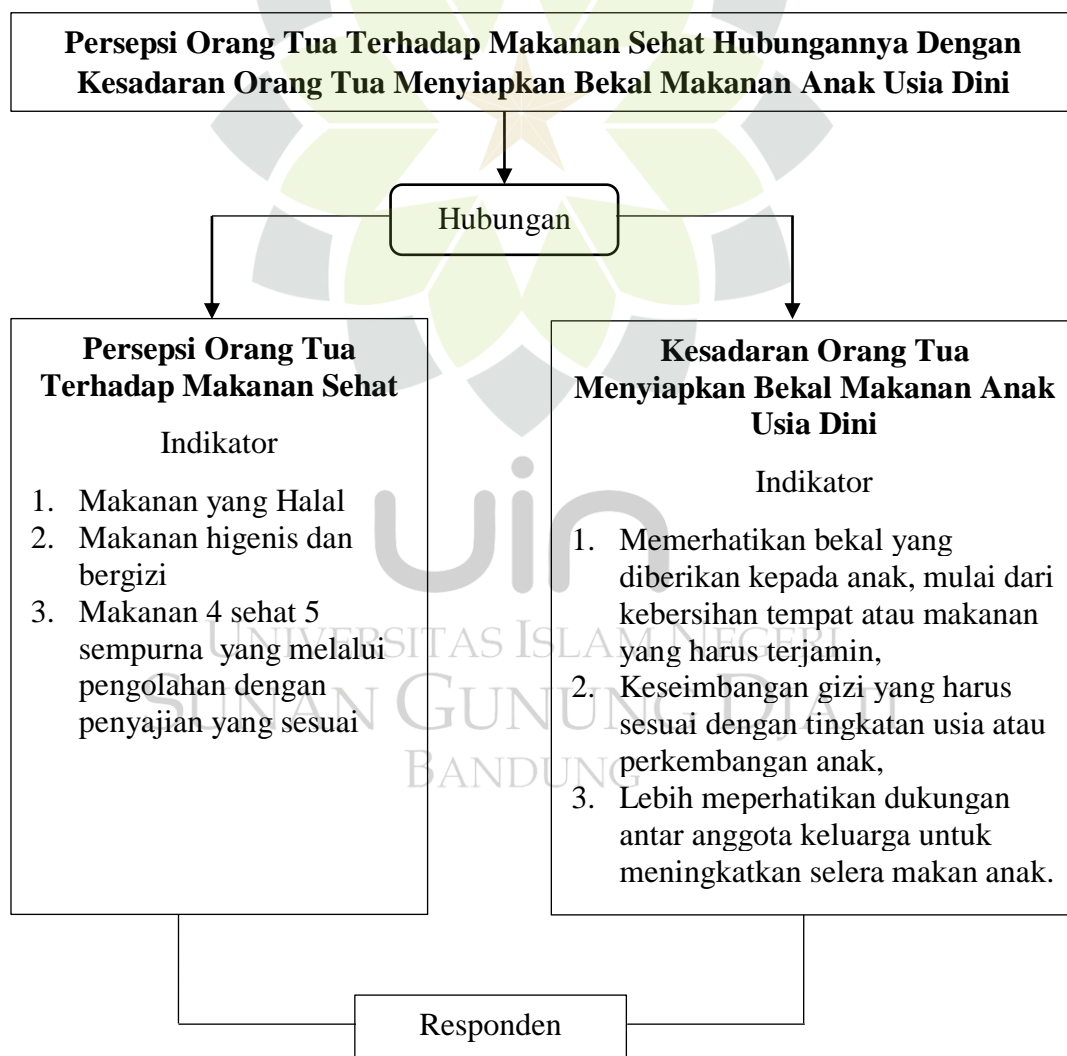 Persepsi Orang Tua Terhadap Makanan Sehat Hubungannya Dengan
Kesadaran Orang Tua Menyiapkan Bekal Makanan Anak Usia Dini
Hubungan
Persepsi Orang Tua
Terhadap Makanan Sehat
Indikator
1. Makanan yang Halal
2. Makanan higenis dan
bergizi
3. Makanan 4 sehat 5
sempurna yang melalui
pengolahan dengan
penyajian yang sesuai
Kesadaran Orang Tua
Menyiapkan Bekal Makanan Anak
Usia Dini
Indikator
1. Memerhatikan bekal yang
diberikan kepada anak, mulai dari
kebersihan tempat atau makanan
yang harus terjamin,
2. Keseimbangan gizi yang harus
sesuai dengan tingkatan usia atau
perkembangan anak,
3. Lebih meperhatikan dukungan
antar anggota keluarga untuk
meningkatkan selera makan anak.
Responden
uin
UNIVERSITAS ISLAM NEGERI
SUNAN GUNUNG DJATI
BANDUNG